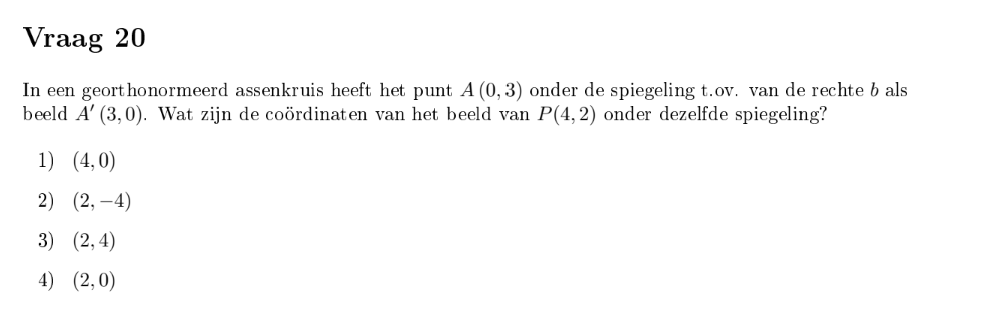 Vraag 20
In een georthonormeerd assenkruis heeft het punt A (0, 3) onder de spiegeling t.ov. van de rechte b als
beeld A′ (3, 0). Wat zijn de coördinaten van het beeld van P(4, 2) onder dezelfde spiegeling?
1) (4, 0)
2) (2, −4)
3) (2, 4)
4) (2, 0)